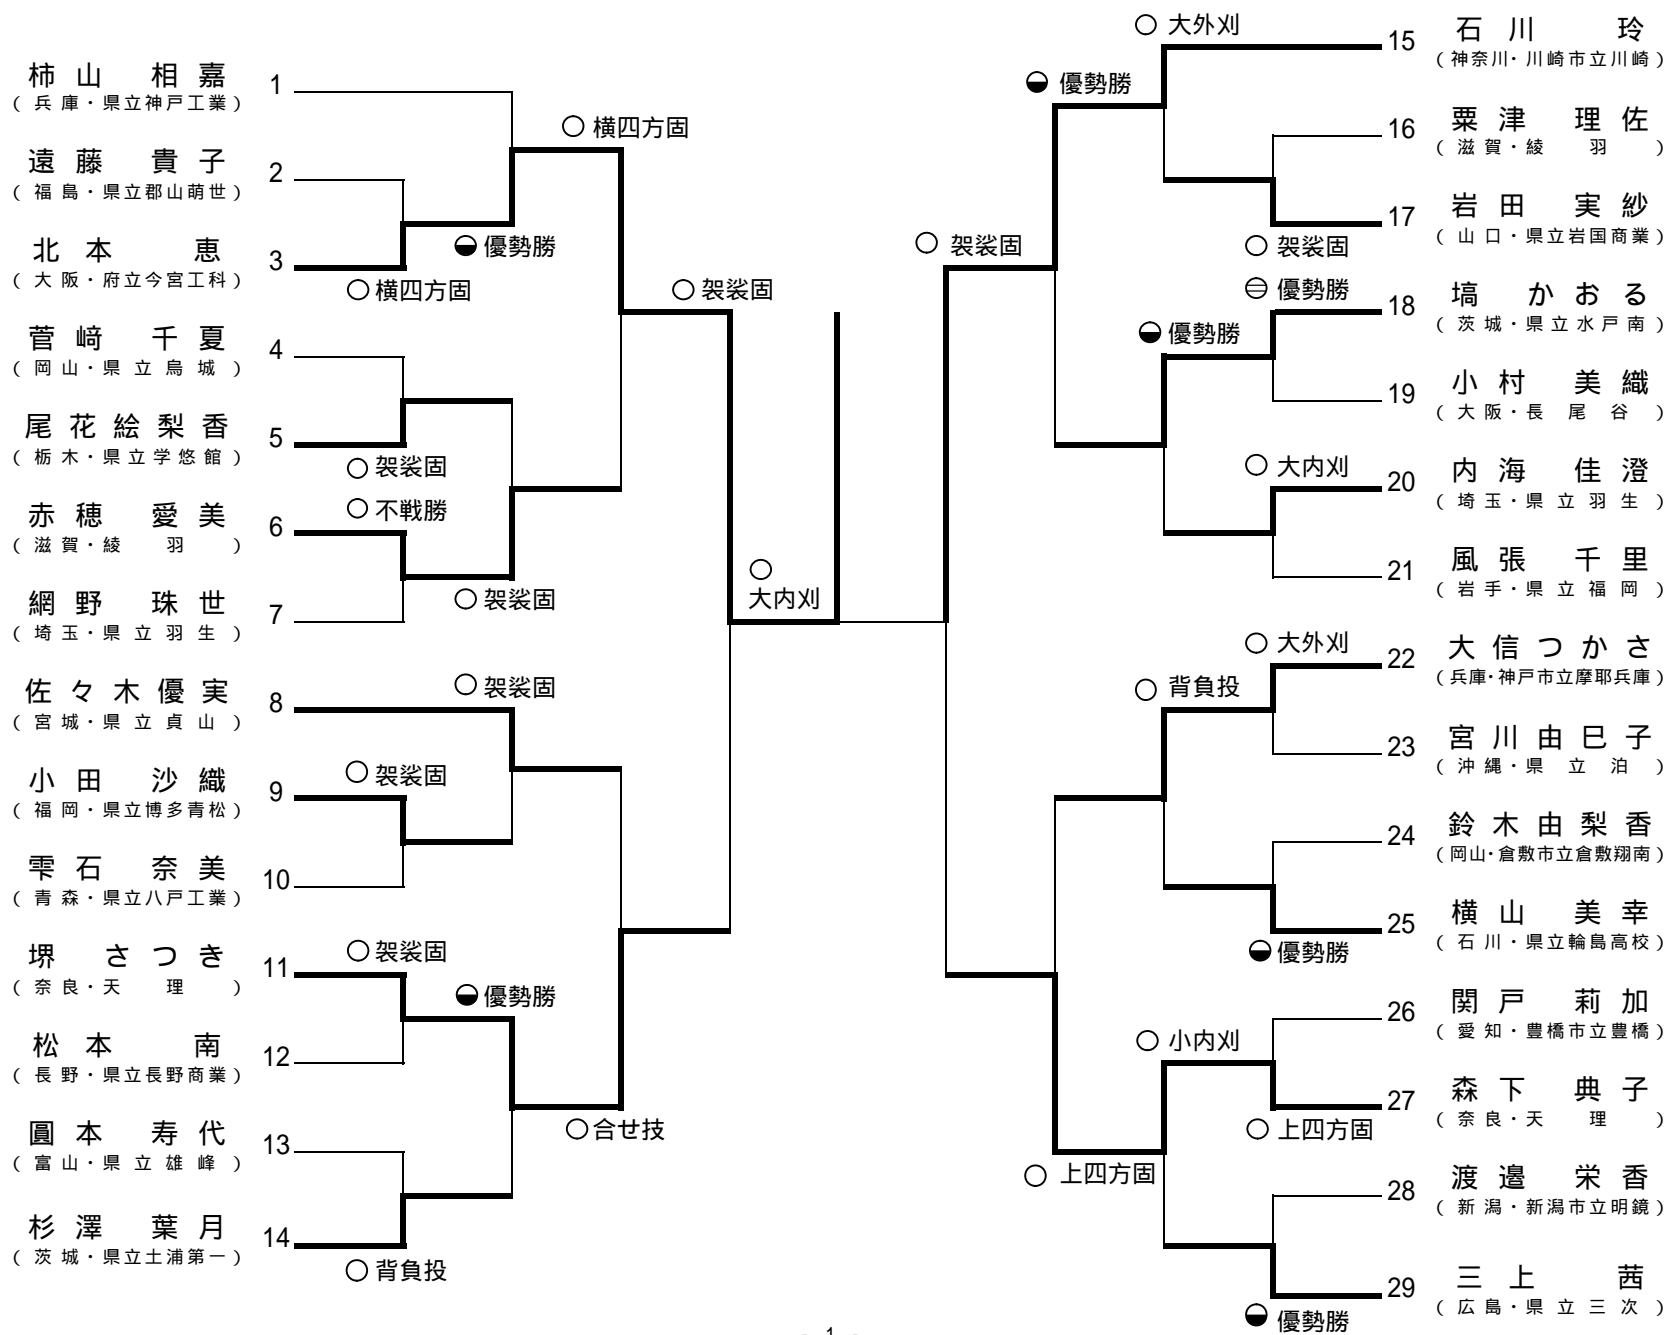 柿山 相嘉
(兵庫・県立神戸工業)
1
遠藤 貴子
(福島・県立郡山萌世)
2
北本 恵
(大阪・府立今宮工科)
3
菅﨑 千夏
(岡山・県立烏城)
4
尾花絵梨香
(栃木・県立学悠館)
5
赤穂 愛美
(滋賀・綾羽)
6
網野 珠世
(埼玉・県立羽生)
7
佐々木優実
(宮城・県立貞山)
8
小田 沙織
(福岡・県立博多青松)
9
雫石 奈美
(青森・県立八戸工業)
10
堺 さつき
(奈良・天理)
11
松本 南
(長野・県立長野商業)
12
圓本 寿代
(富山・県立雄峰)
13
杉澤 葉月
(茨城・県立土浦第一)
14
○横四方固
○優勢勝
○横四方固
○袈裟固
○袈裟固
○不戦勝
○袈裟固
○袈裟固
○袈裟固
○袈裟固
○優勢勝
○合せ技
○背負投
○
大内刈
○大外刈
○優勢勝
○袈裟固
○袈裟固
○優勢勝
○優勢勝
○大内刈
○大外刈
○背負投
○優勢勝
○小内刈
○上四方固
○上四方固
○優勢勝
15
石川 玲
(神奈川・川崎市立川崎)
16
粟津 理佐
(滋賀・綾羽)
17
岩田 実紗
(山口・県立岩国商業)
18
塙 かおる
(茨城・県立水戸南)
19
小村 美織
(大阪・長尾谷)
20
内海 佳澄
(埼玉・県立羽生)
21
風張 千里
(岩手・県立福岡)
22
大信つかさ
(兵庫・神戸市立摩耶兵庫)
23
宮川由巳子
(沖縄・県立泊)
24
鈴木由梨香
(岡山・倉敷市立倉敷翔南)
25
横山 美幸
(石川・県立輪島高校)
26
関戸 莉加
(愛知・豊橋市立豊橋)
27
森下 典子
(奈良・天理)
28
渡邉 栄香
(新潟・新潟市立明鏡)
29
三上 茜
(広島・県立三次)
- 1 -